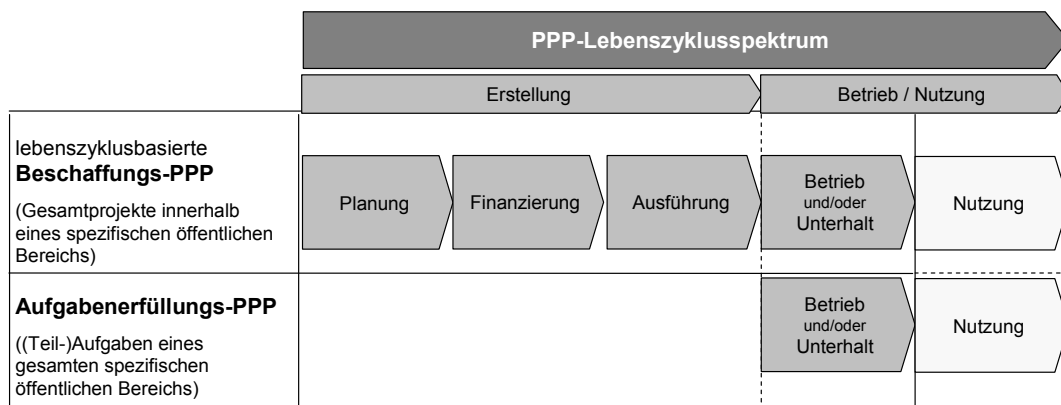 PPP-Lebenszyklusspektrum
Erstellung
Betrieb / Nutzung
lebenszyklusbasierte
Beschaffungs-PPP
(Gesamtprojekte innerhalb
eines spezifischen öffentlichen
Bereichs)
Planung
Finanzierung
Ausführung
Betrieb
und/oder
Unterhalt
Nutzung
Aufgabenerfüllungs-PPP
((Teil-)Aufgaben eines
gesamten spezifischen
öffentlichen Bereichs)
Betrieb
und/oder
Unterhalt
Nutzung